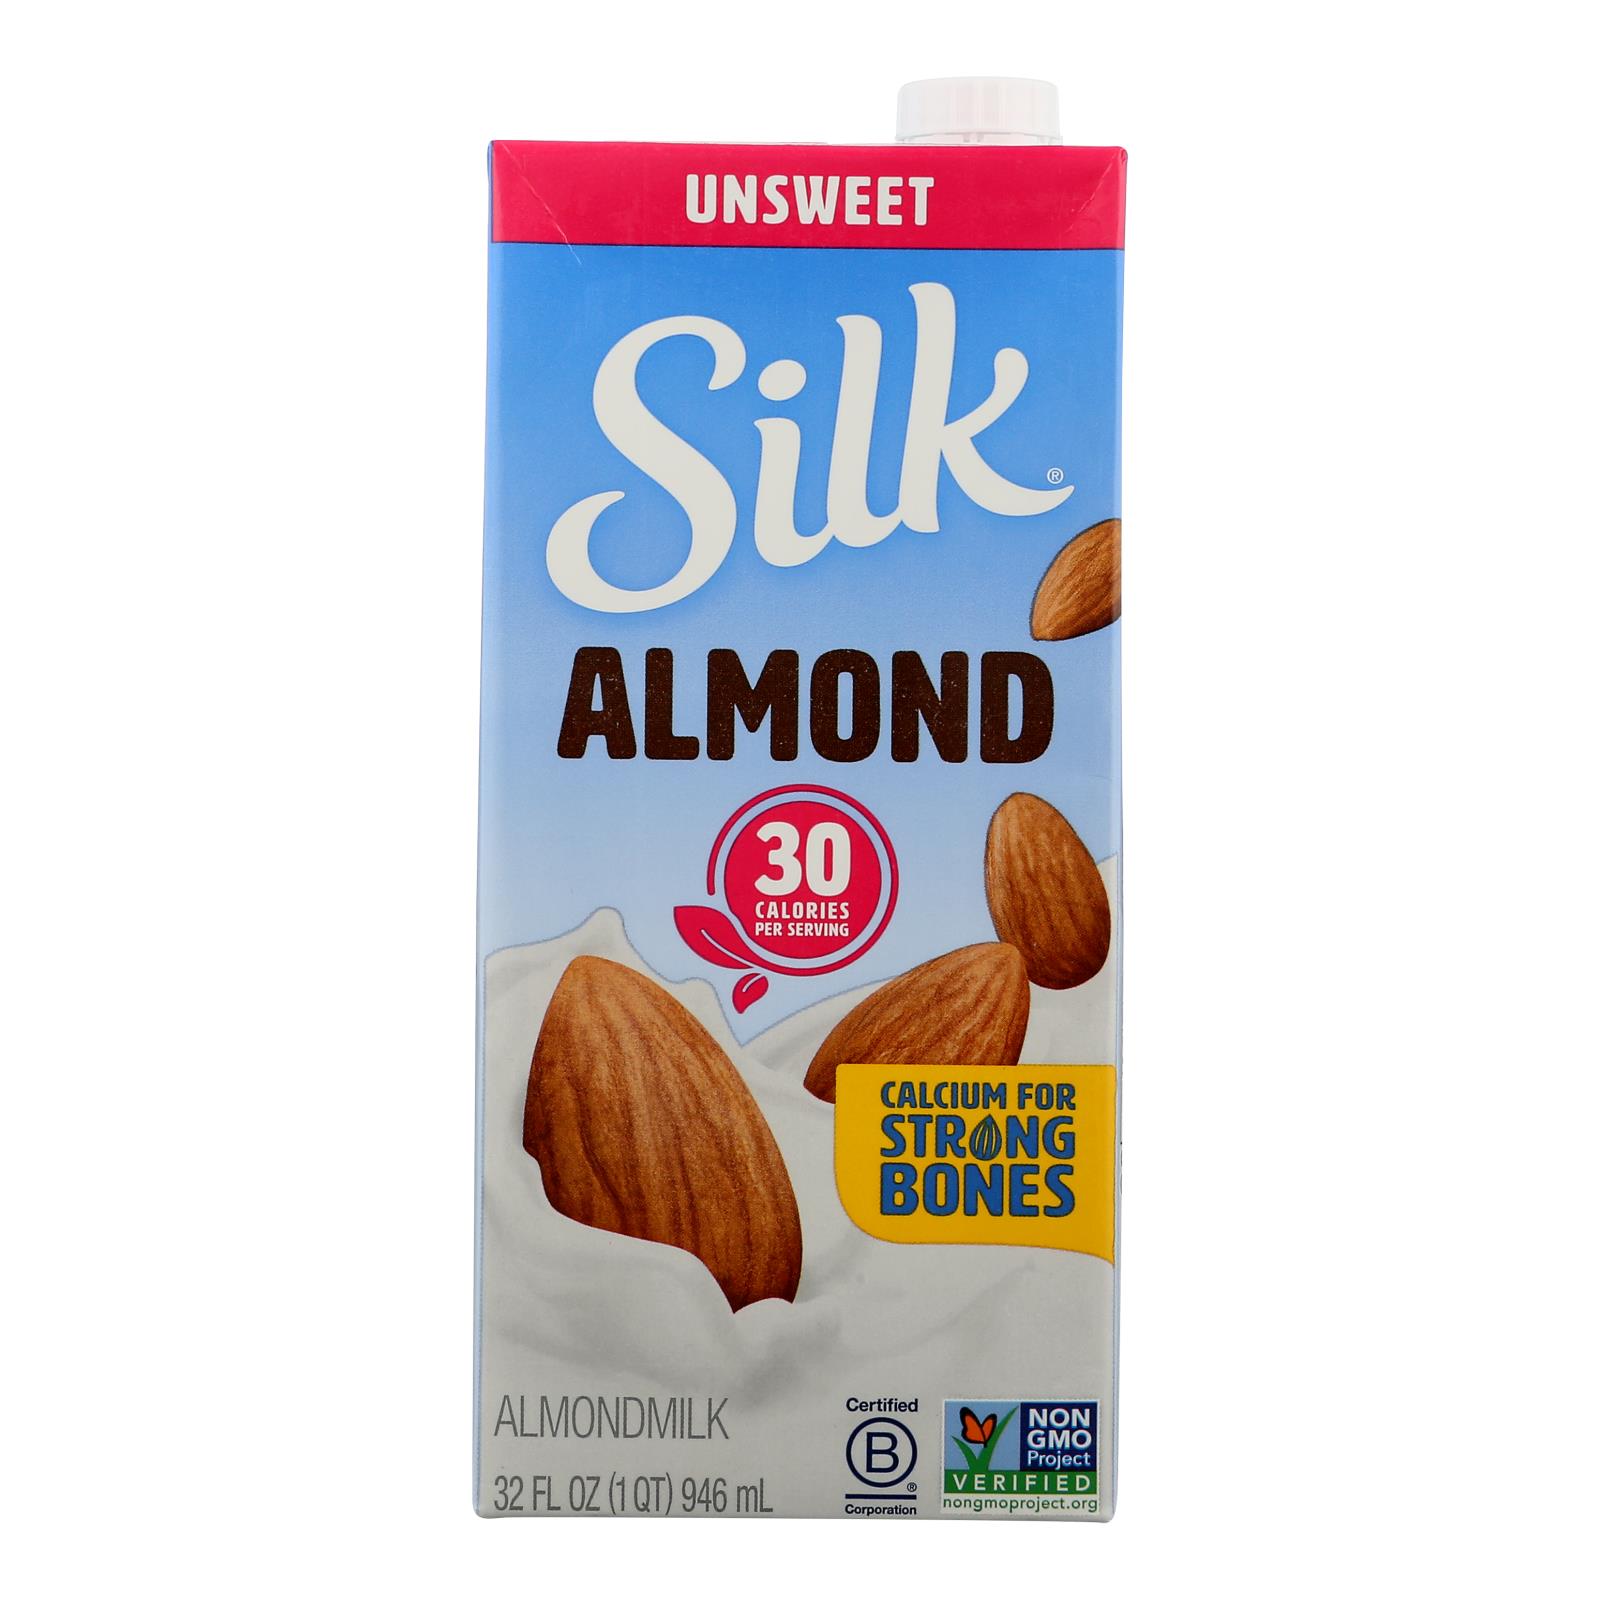 UNSWEET
Silk®
ALMOND
30
CALORIES
PER SERVING
CALCIUM FOR
STRONG
BONES
ALMONDMILK
32 FL OZ (1 QT) 946 mL
Certified
B
®
Corporation
NON
GMO
Project
VERIFIED
nongmoproject.org